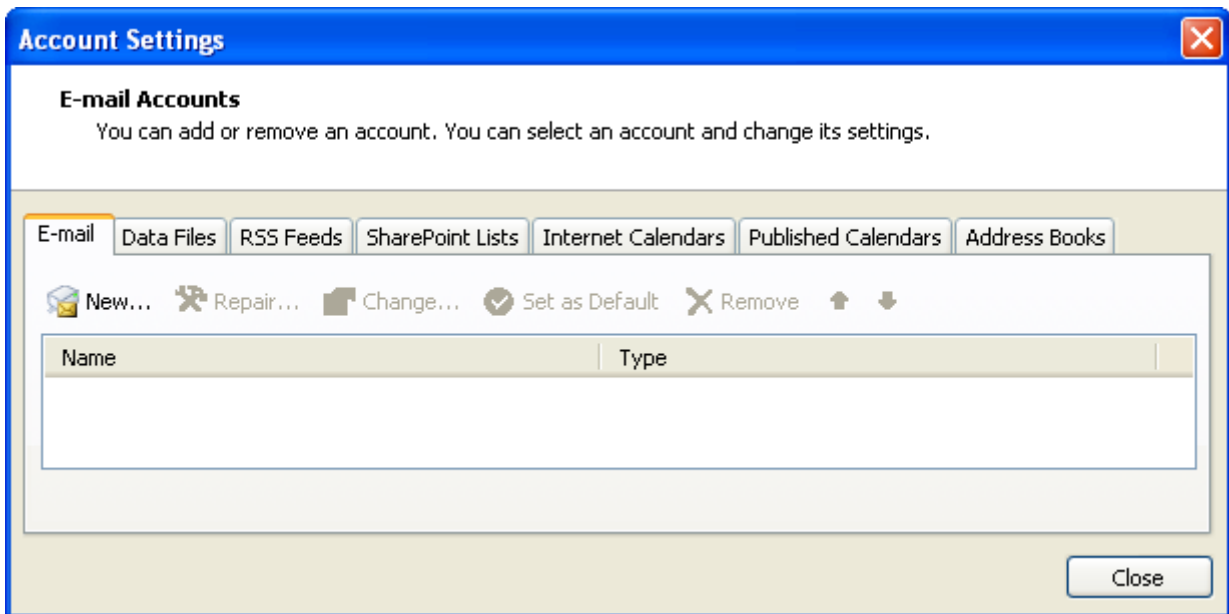 Account Settings
E-mail Accounts
You can add or remove an account. You can select an account and change its settings.
E-mail Data Files RSS Feeds SharePoint Lists Internet Calendars Published Calendars Address Books
New... Repair... Change... Set as Default Remove
Name Type
Close